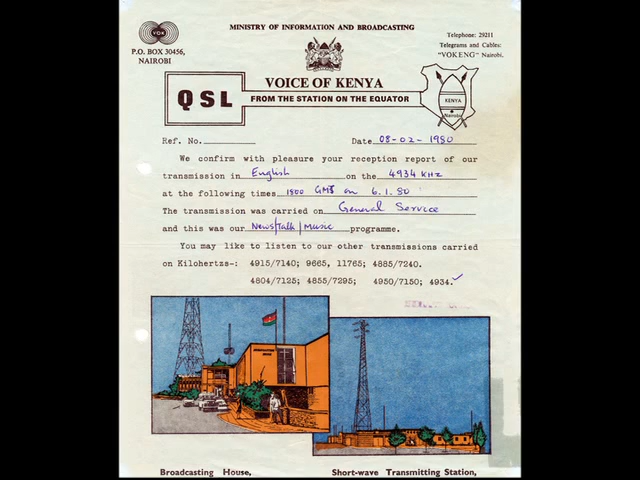 MINISTRY OF INFORMATION AND BROADCASTING
VOK
P.O. BOX 30456,
NAIROBI
Telephone: 29211
Telegrams and Cables:
"VOKENG" Nairobi.
QSL
VOICE OF KENYA
FROM THE STATION ON THE EQUATOR
KENYA
Nairobi
Ref. No. Date 08-02-1980
We confirm with pleasure your reception report of our
transmission in English on the 4934 KHz
at the following times 1800 GMT on 6.1.80
The transmission was carried on General Service
and this was our News/Talk/Music programme.
You may like to listen to our other transmissions carried
on Kilohertzs-: 4915/7140; 9665, 11765; 4885/7240.
4804/7125; 4855/7295; 4950/7150; 4934.
Broadcasting House,
Short-wave Transmitting Station,